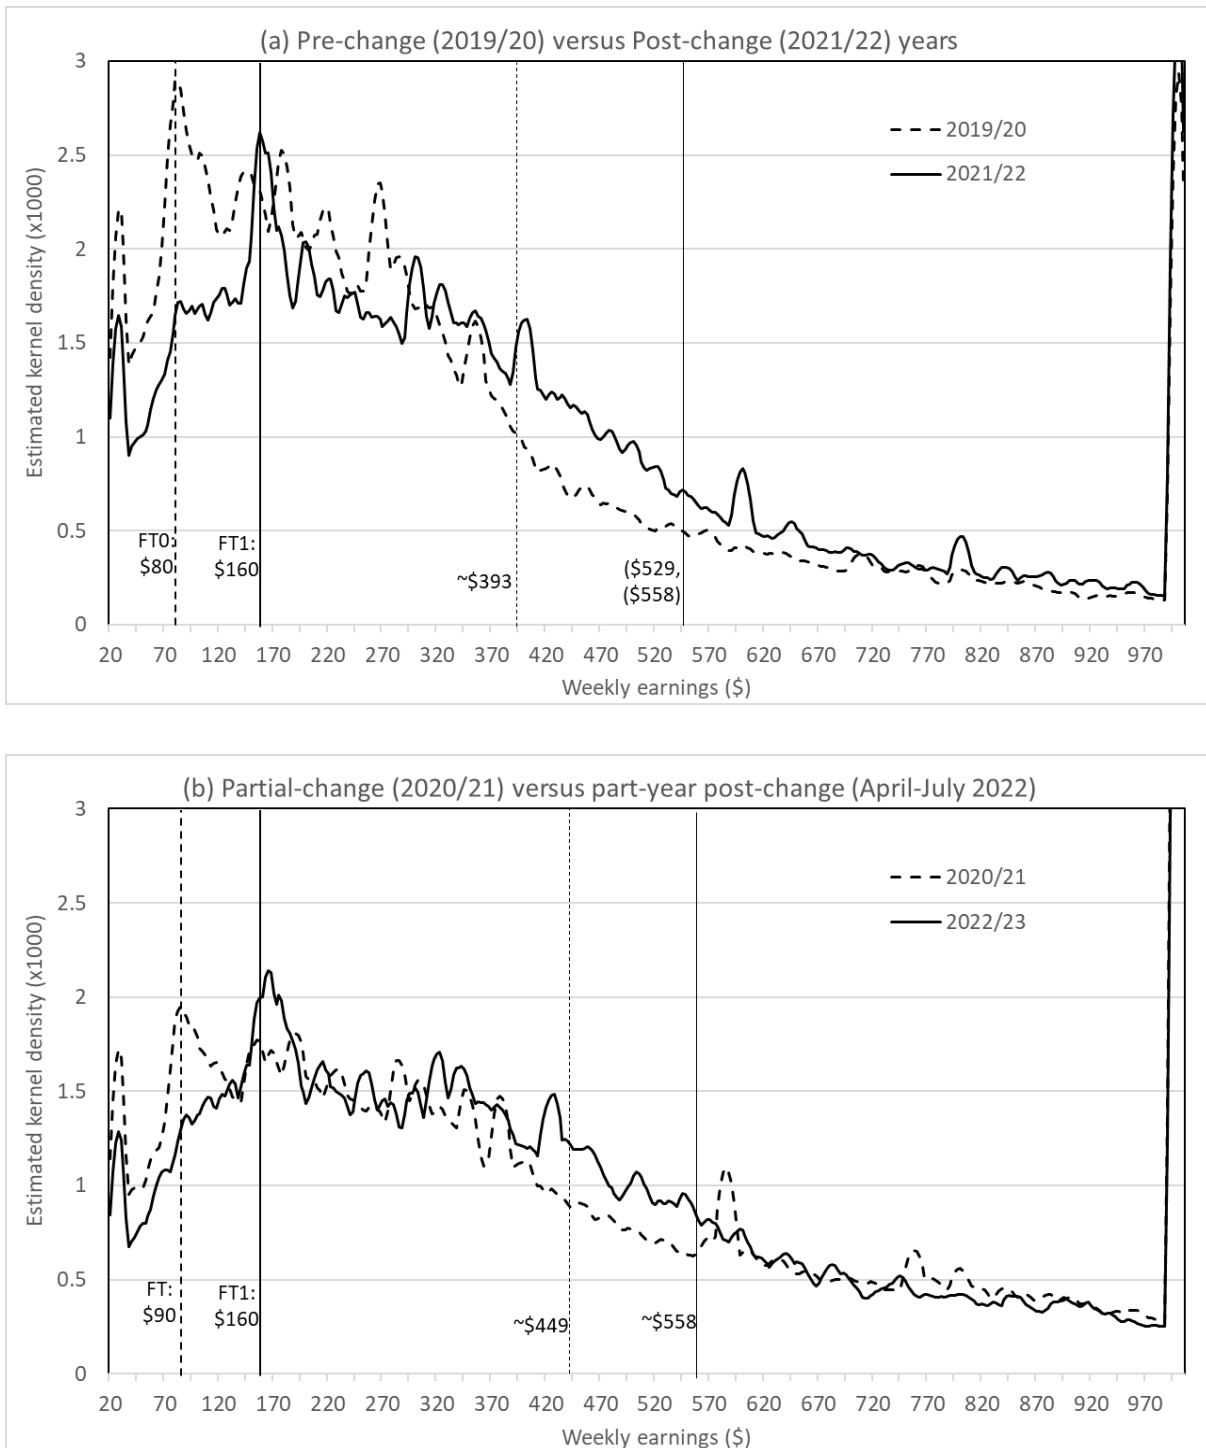 (a) Pre-change (2019/20) versus Post-change (2021/22) years
3
2.5
2
1.5
1
0.5
0
Estimated kernel density (x1000)
2019/20
2021/22
FT0:
$80
FT1:
$160
~$393
($529,
($558)
20 70 120 170 220 270 320 370 420 470 520 570 620 670 720 770 820 870 920 970
Weekly earnings ($)
(b) Partial-change (2020/21) versus part-year post-change (April-July 2022)
3
2.5
2
1.5
1
0.5
0
Estimated kernel density (x1000)
2020/21
2022/23
FT:
$90
FT1:
$160
~$449
~$558
20 70 120 170 220 270 320 370 420 470 520 570 620 670 720 770 820 870 920 970
Weekly earnings ($)